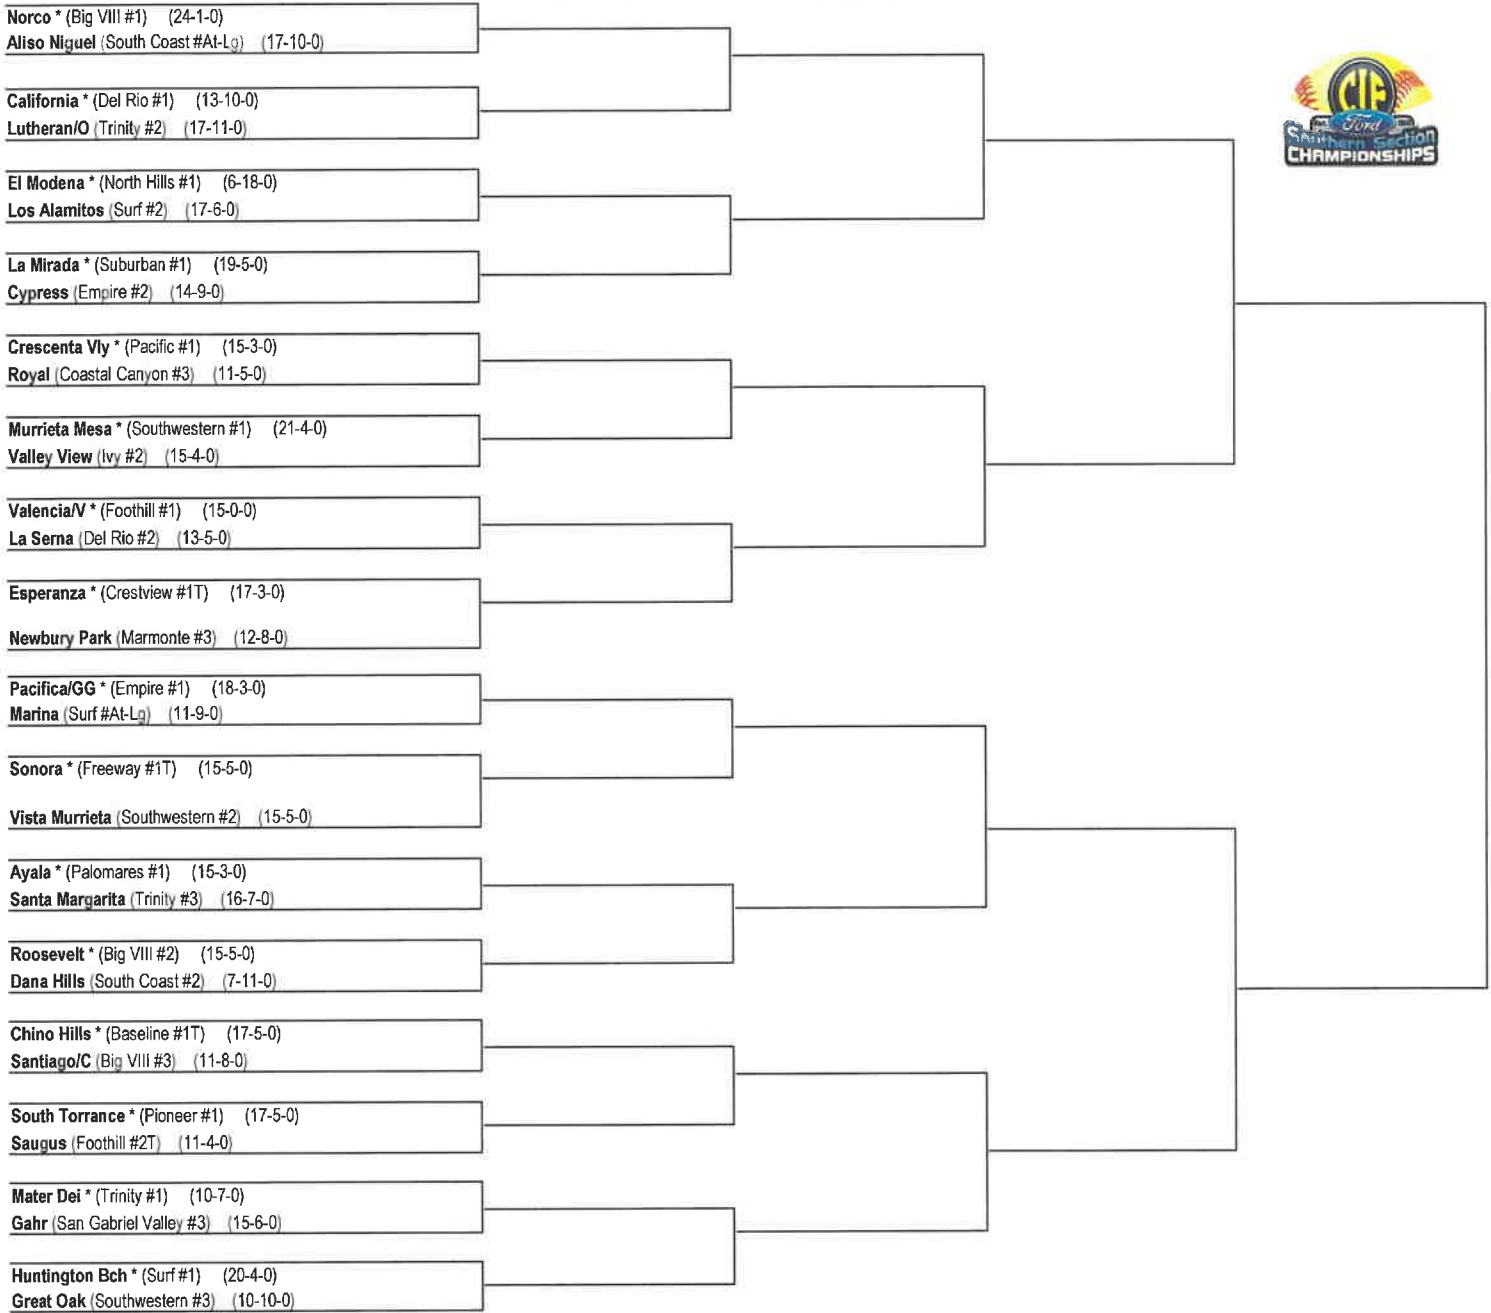 Norco * (Big VIII #1) (24-1-0)
Aliso Niguel (South Coast #At-Lg) (17-10-0)
California * (Del Rio #1) (13-10-0)
Lutheran/O (Trinity #2) (17-11-0)
El Modena * (North Hills #1) (6-18-0)
Los Alamitos (Surf #2) (17-6-0)
La Mirada * (Suburban #1) (19-5-0)
Cypress (Empire #2) (14-9-0)
Crescenta Vly * (Pacific #1) (15-3-0)
Royal (Coastal Canyon #3) (11-5-0)
Murrieta Mesa * (Southwestern #1) (21-4-0)
Valley View (Ivy #2) (15-4-0)
Valencia/V * (Foothill #1) (15-0-0)
La Serna (Del Rio #2) (13-5-0)
Esperanza * (Crestview #1T) (17-3-0)
Newbury Park (Marmonte #3) (12-8-0)
Pacifica/GG * (Empire #1) (18-3-0)
Marina (Surf #At-Lg) (11-9-0)
Sonora * (Freeway #1T) (15-5-0)
Vista Murrieta (Southwestern #2) (15-5-0)
Ayala * (Palomares #1) (15-3-0)
Santa Margarita (Trinity #3) (16-7-0)
Roosevelt * (Big VIII #2) (15-5-0)
Dana Hills (South Coast #2) (7-11-0)
Chino Hills * (Baseline #1T) (17-5-0)
Santiago/C (Big VIII #3) (11-8-0)
South Torrance * (Pioneer #1) (17-5-0)
Saugus (Foothill #2T) (11-4-0)
Mater Dei * (Trinity #1) (10-7-0)
Gahr (San Gabriel Valley #3) (15-6-0)
Huntington Bch * (Surf #1) (20-4-0)
Great Oak (Southwestern #3) (10-10-0)
CIF
Ford
Southern Section
CHAMPIONSHIPS